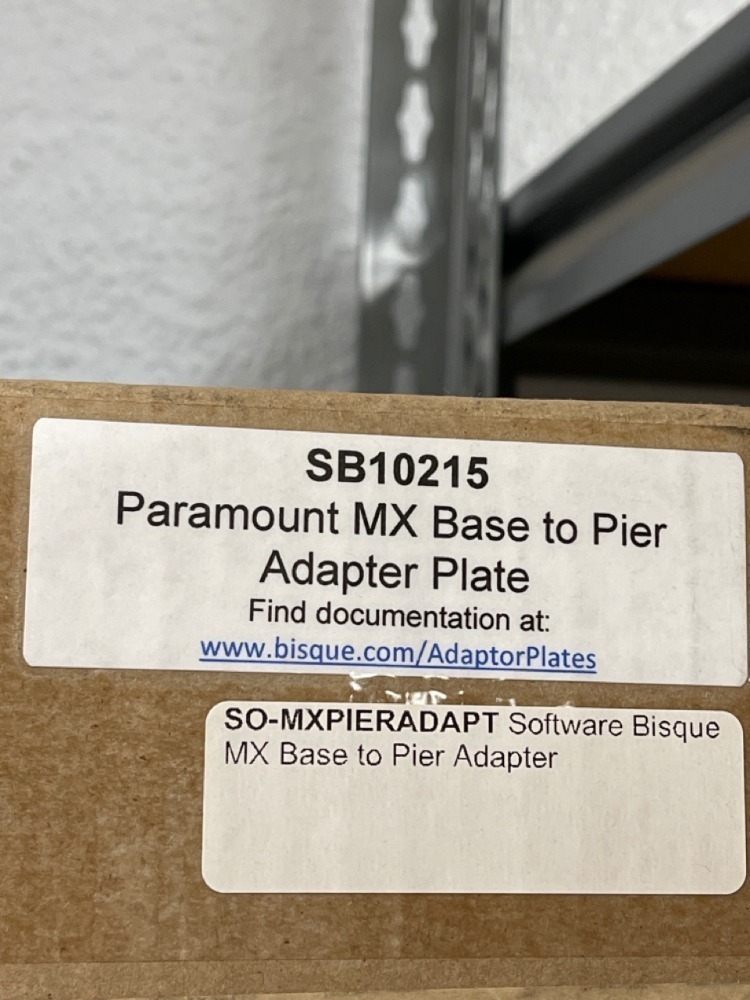 SB10215
Paramount MX Base to Pier
Adapter Plate
Find documentation at:
www.bisque.com/AdaptorPlates
SO-MXPIERADAPT Software Bisque
MX Base to Pier Adapter